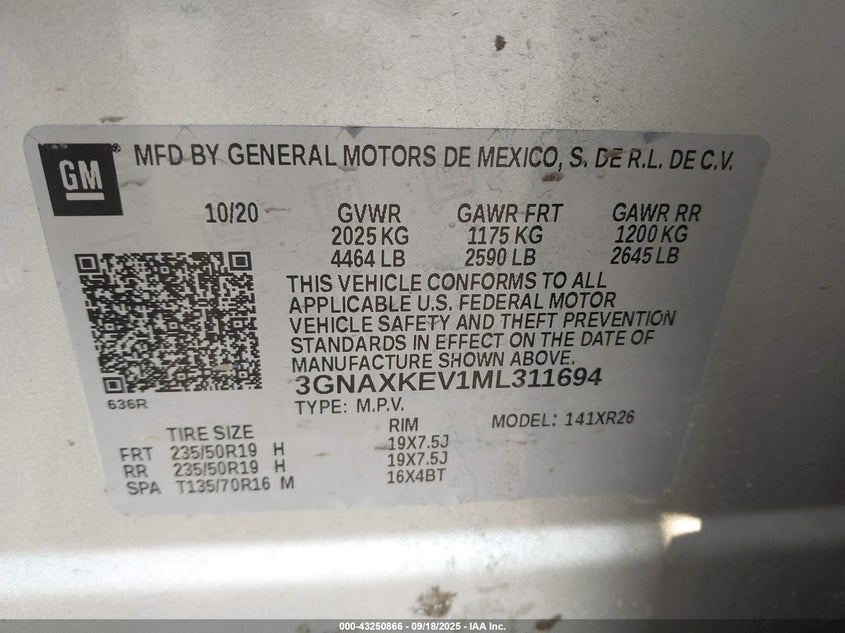 GM
MFD BY GENERAL MOTORS DE MEXICO, S. DE R.L. DE C.V.
10/20 GVWR GAWR FRT GAWR RR
2025 KG 1175 KG 1200 KG
4464 LB 2590 LB 2645 LB
THIS VEHICLE CONFORMS TO ALL
APPLICABLE U.S. FEDERAL MOTOR
VEHICLE SAFETY AND THEFT PREVENTION
STANDARDS IN EFFECT ON THE DATE OF
MANUFACTURE SHOWN ABOVE.
3GNAXKEV1ML311694
636R
TYPE: M.P.V. MODEL: 141XR26
TIRE SIZE RIM
FRT 235/50R19 H 19X7.5J
RR 235/50R19 H 19X7.5J
SPA T135/70R16 M 16X4BT
000-43250866 - 09/18/2025 - IAA Inc.